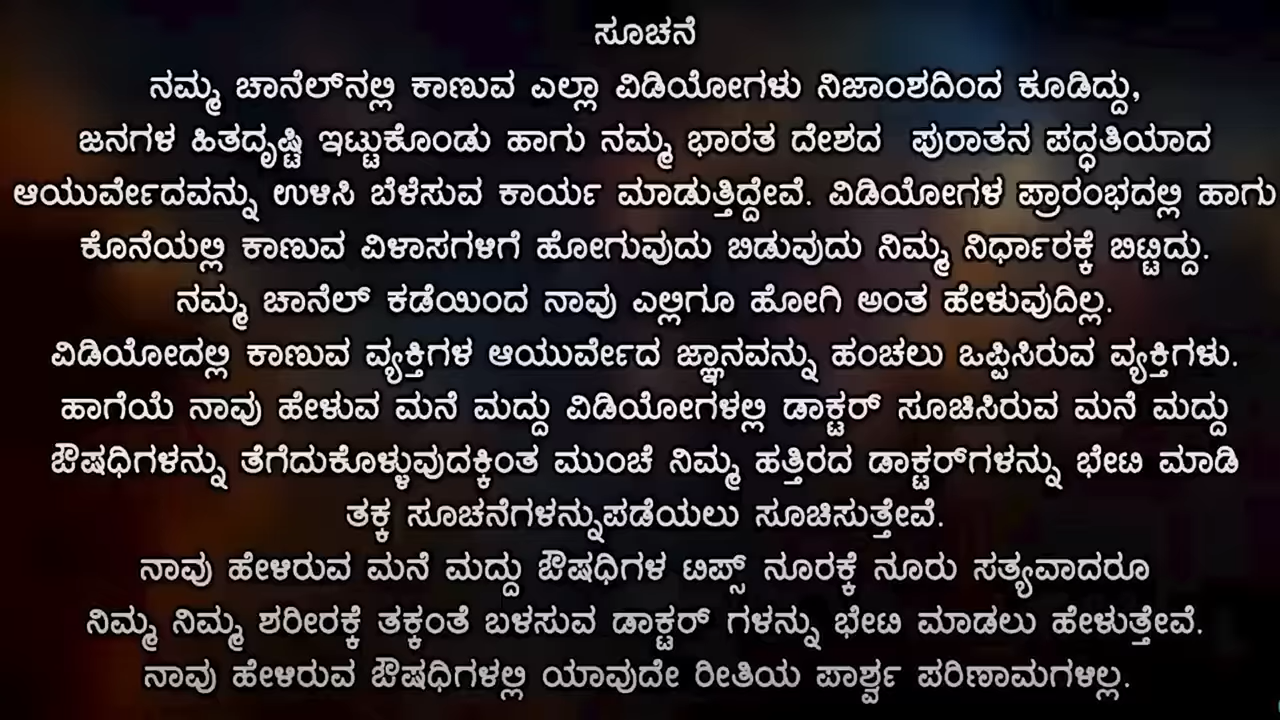 ಸೂಚನೆ
ನಮ್ಮ ಚಾನೆಲ್‌ನಲ್ಲಿ ಕಾಣುವ ಎಲ್ಲಾ ವಿಡಿಯೋಗಳು ನಿಜಾಂಶದಿಂದ ಕೂಡಿದ್ದು,
ಜನಗಳ ಹಿತದೃಷ್ಟಿ ಇಟ್ಟುಕೊಂಡು ಹಾಗು ನಮ್ಮ ಭಾರತ ದೇಶದ ಪುರಾತನ ಪದ್ಧತಿಯಾದ
ಆಯುರ್ವೇದವನ್ನು ಉಳಿಸಿ ಬೆಳೆಸುವ ಕಾರ್ಯ ಮಾಡುತ್ತಿದ್ದೇವೆ. ವಿಡಿಯೋಗಳ ಪ್ರಾರಂಭದಲ್ಲಿ ಹಾಗು
ಕೊನೆಯಲ್ಲಿ ಕಾಣುವ ವಿಳಾಸಗಳಿಗೆ ಹೋಗುವುದು ಬಿಡುವುದು ನಿಮ್ಮ ನಿರ್ಧಾರಕ್ಕೆ ಬಿಟ್ಟಿದ್ದು.
ನಮ್ಮ ಚಾನೆಲ್ ಕಡೆಯಿಂದ ನಾವು ಎಲ್ಲಿಗೂ ಹೋಗಿ ಅಂತ ಹೇಳುವುದಿಲ್ಲ.
ವಿಡಿಯೋದಲ್ಲಿ ಕಾಣುವ ವ್ಯಕ್ತಿಗಳ ಆಯುರ್ವೇದ ಜ್ಞಾನವನ್ನು ಹಂಚಲು ಒಪ್ಪಿಸಿರುವ ವ್ಯಕ್ತಿಗಳು.
ಹಾಗೆಯೆ ನಾವು ಹೇಳುವ ಮನೆ ಮದ್ದು ವಿಡಿಯೋಗಳಲ್ಲಿ ಡಾಕ್ಟರ್ ಸೂಚಿಸಿರುವ ಮನೆ ಮದ್ದು
ಔಷಧಿಗಳನ್ನು ತೆಗೆದುಕೊಳ್ಳುವುದಕ್ಕಿಂತ ಮುಂಚೆ ನಿಮ್ಮ ಹತ್ತಿರದ ಡಾಕ್ಟರ್‌ಗಳನ್ನು ಭೇಟಿ ಮಾಡಿ
ತಕ್ಕ ಸೂಚನೆಗಳನ್ನುಪಡೆಯಲು ಸೂಚಿಸುತ್ತೇವೆ.
ನಾವು ಹೇಳಿರುವ ಮನೆ ಮದ್ದು ಔಷಧಿಗಳ ಟಿಪ್ಸ್ ನೂರಕ್ಕೆ ನೂರು ಸತ್ಯವಾದರೂ
ನಿಮ್ಮ ನಿಮ್ಮ ಶರೀರಕ್ಕೆ ತಕ್ಕಂತೆ ಬಳಸುವ ಡಾಕ್ಟರ್ ಗಳನ್ನು ಭೇಟಿ ಮಾಡಲು ಹೇಳುತ್ತೇವೆ.
ನಾವು ಹೇಳಿರುವ ಔಷಧಿಗಳಲ್ಲಿ ಯಾವುದೇ ರೀತಿಯ ಪಾರ್ಶ್ವ ಪರಿಣಾಮಗಳಿಲ್ಲ.